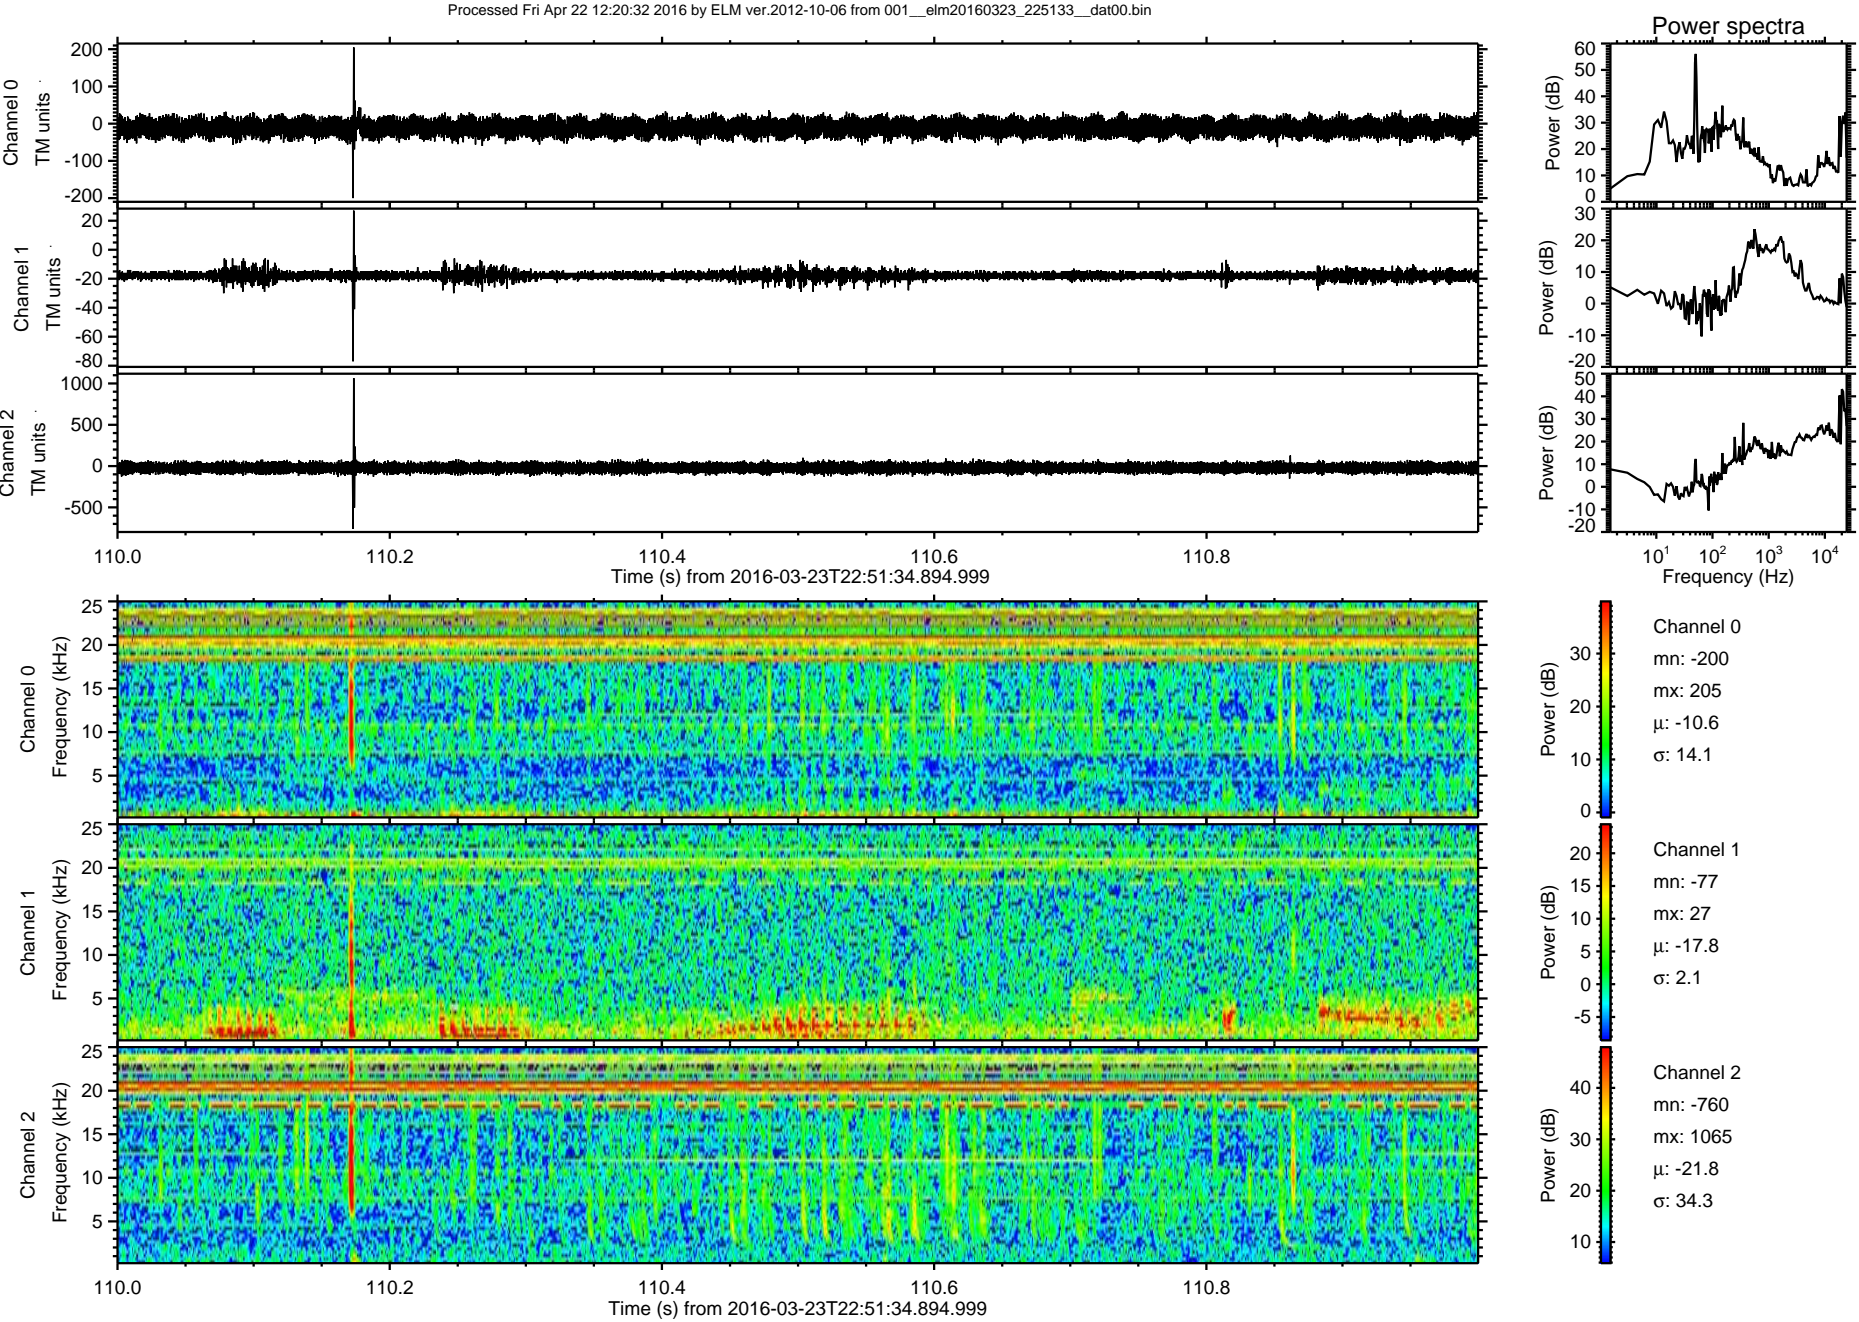 Processed Fri Apr 22 12:20:32 2016 by ELM ver.2012-10-06 from 001__elm20160323_225133__dat00.bin
Power spectra
Channel 0
TM units
200
100
0
-100
-200
Power (dB)
60
50
40
30
20
10
0
Channel 1
TM units
20
0
-20
-40
-60
-80
Power (dB)
30
20
10
0
-10
-20
Channel 2
TM units
1000
500
0
-500
Power (dB)
50
40
30
20
10
0
-10
-20
110.0 110.2 110.4 110.6 110.8
Time (s) from 2016-03-23T22:51:34.894.999
10¹ 10² 10³ 10⁴
Frequency (Hz)
Channel 0
Frequency (kHz)
25
20
15
10
5
Power (dB)
30
20
10
0
Channel 0
mn: -200
mx: 205
μ: -10.6
σ: 14.1
Channel 1
Frequency (kHz)
25
20
15
10
5
Power (dB)
20
15
10
5
0
-5
Channel 1
mn: -77
mx: 27
μ: -17.8
σ: 2.1
Channel 2
Frequency (kHz)
25
20
15
10
5
Power (dB)
40
30
20
10
Channel 2
mn: -760
mx: 1065
μ: -21.8
σ: 34.3
110.0 110.2 110.4 110.6 110.8
Time (s) from 2016-03-23T22:51:34.894.999